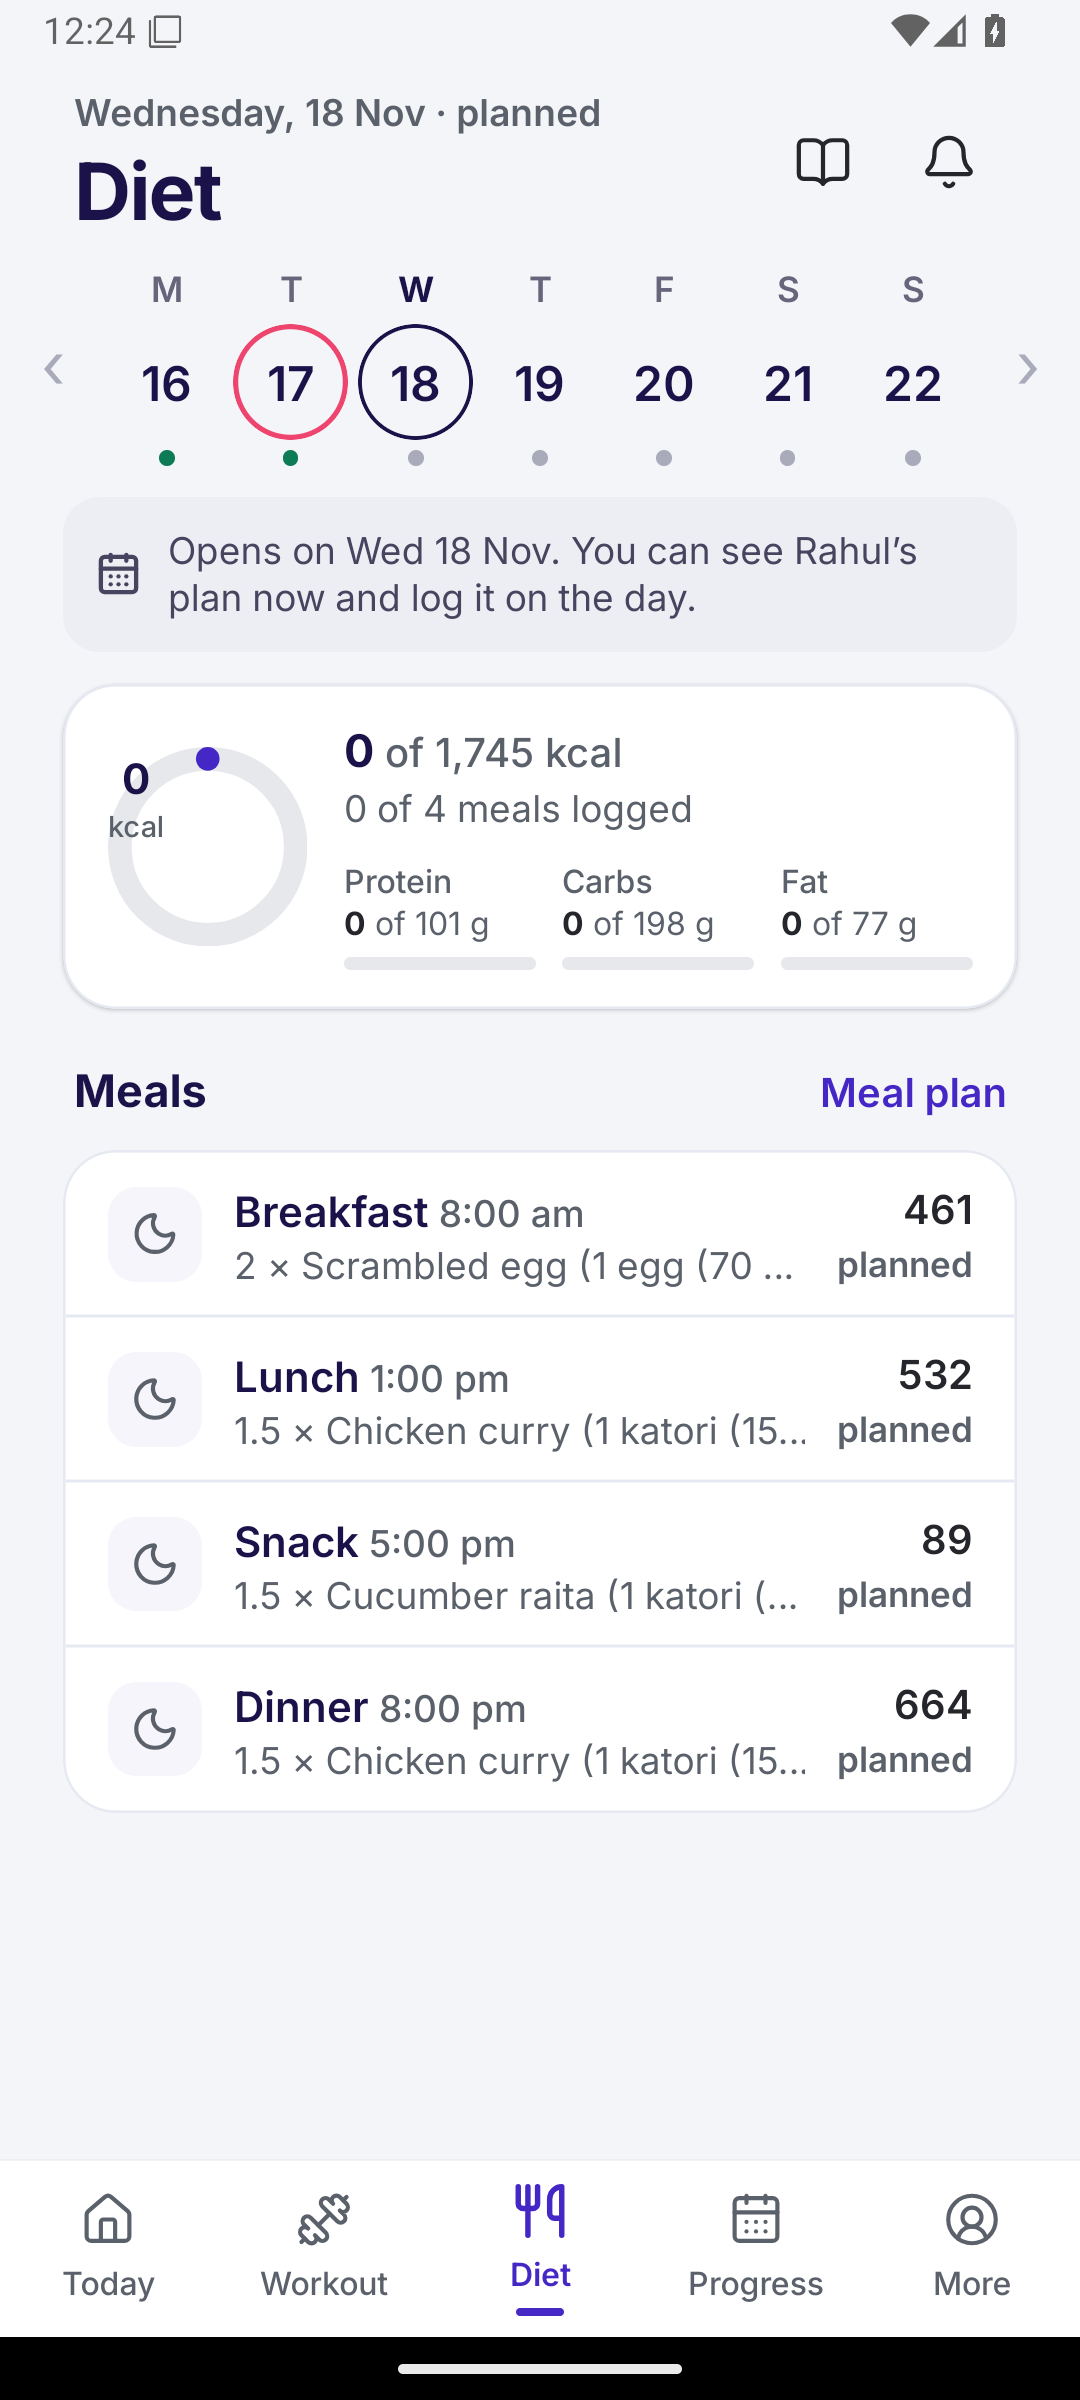 12:24
Wednesday, 18 Nov · planned
Diet
M T W T F S S
‹ 16 17 18 19 20 21 22 ›
Opens on Wed 18 Nov. You can see Rahul’s
plan now and log it on the day.
0
kcal
0 of 1,745 kcal
0 of 4 meals logged
Protein Carbs Fat
0 of 101 g 0 of 198 g 0 of 77 g
Meals Meal plan
Breakfast 8:00 am 461
2 × Scrambled egg (1 egg (70 ... planned
Lunch 1:00 pm 532
1.5 × Chicken curry (1 katori (15... planned
Snack 5:00 pm 89
1.5 × Cucumber raita (1 katori (... planned
Dinner 8:00 pm 664
1.5 × Chicken curry (1 katori (15... planned
Today Workout Diet Progress More